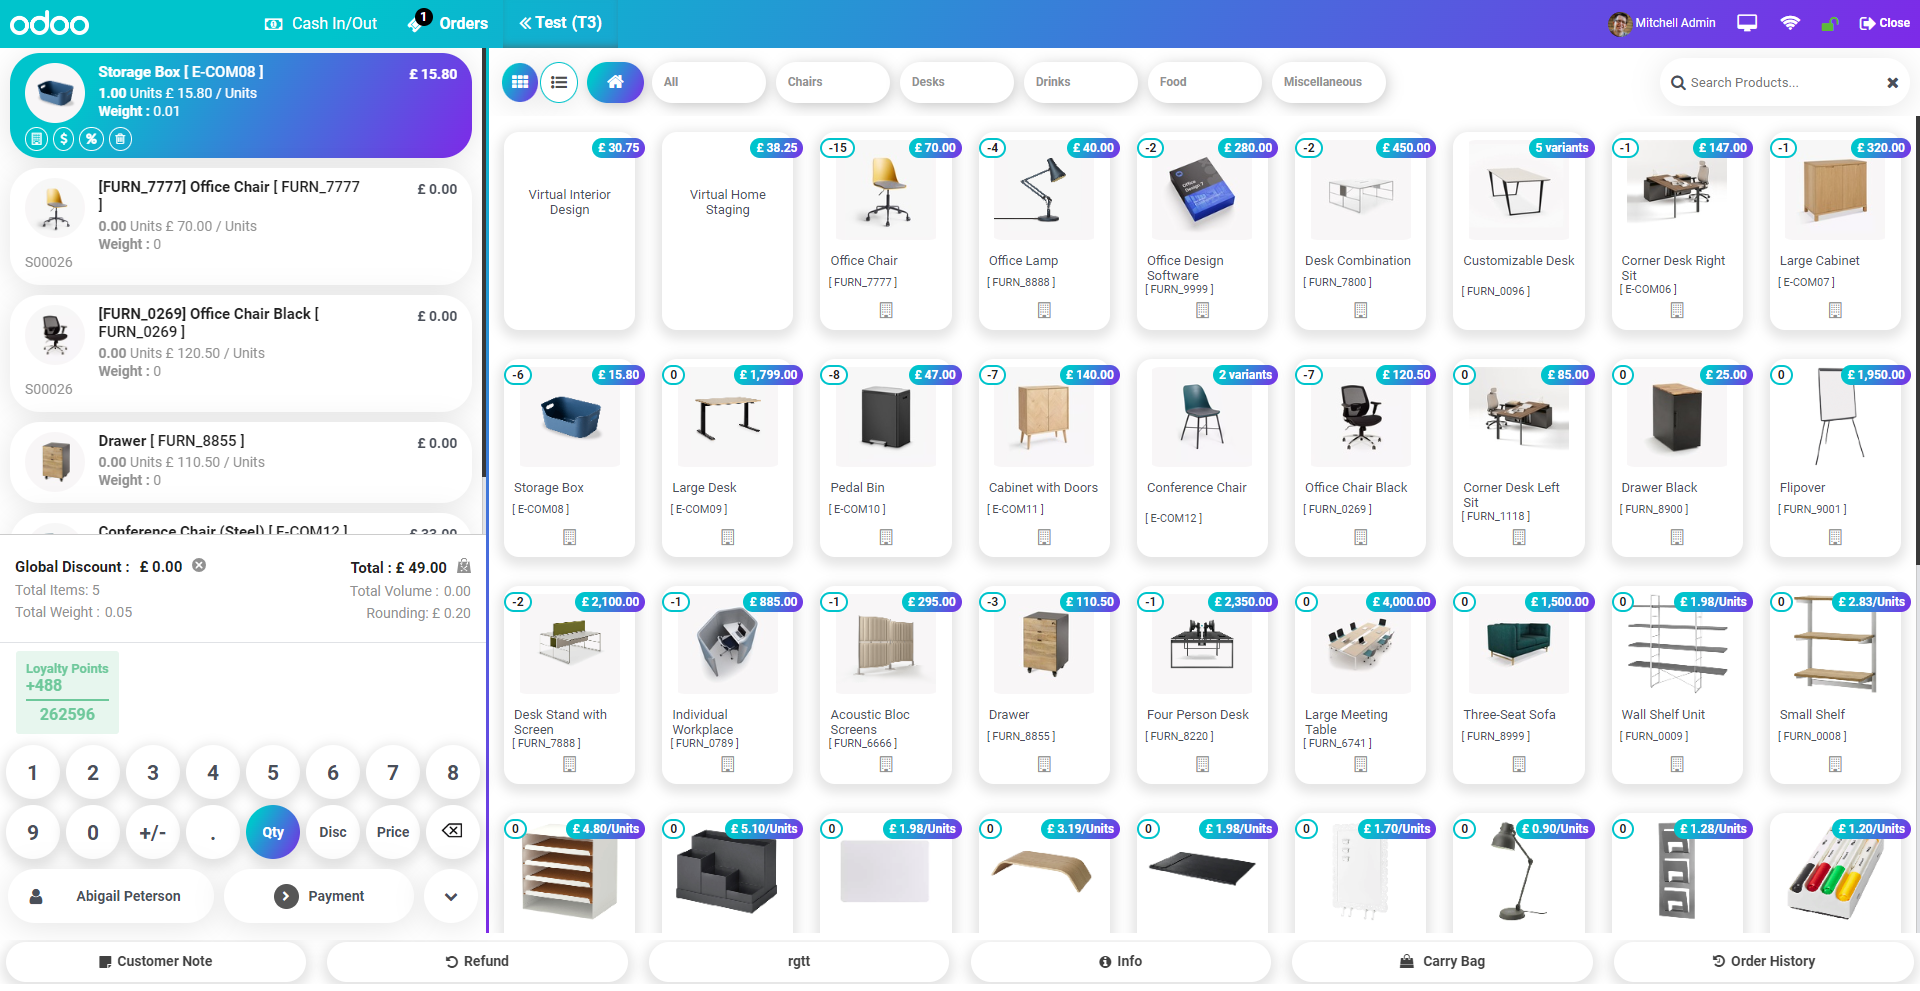 odoo
Cash In/Out
1
Orders
Test (T3)
Mitchell Admin
Close
Storage Box [ E-COM08 ]
£ 15.80
1.00 Units £ 15.80 / Units
Weight : 0.01
[FURN_7777] Office Chair [ FURN_7777
]
£ 0.00
0.00 Units £ 70.00 / Units
Weight : 0
S00026
[FURN_0269] Office Chair Black [
FURN_0269 ]
£ 0.00
0.00 Units £ 120.50 / Units
Weight : 0
S00026
Drawer [ FURN_8855 ]
£ 0.00
0.00 Units £ 110.50 / Units
Weight : 0
Conference Chair (Steel) [ E-COM12 ]
£ 33.00
Global Discount : £ 0.00
Total : £ 49.00
Total Items: 5
Total Volume : 0.00
Total Weight : 0.05
Rounding: £ 0.20
Loyalty Points
+488
262596
1 2 3 4 5 6 7 8
9 0 +/- . Qty Disc Price
Abigail Peterson
Payment
All
Chairs
Desks
Drinks
Food
Miscellaneous
Search Products...
£ 30.75
Virtual Interior
Design
£ 38.25
Virtual Home
Staging
-15
£ 70.00
Office Chair
[ FURN_7777 ]
-4
£ 40.00
Office Lamp
[ FURN_8888 ]
-2
£ 280.00
Office Design
Software
[ FURN_9999 ]
-2
£ 450.00
Desk Combination
[ FURN_7800 ]
5 variants
Customizable Desk
[ FURN_0096 ]
-1
£ 147.00
Corner Desk Right
Sit
[ E-COM06 ]
-1
£ 320.00
Large Cabinet
[ E-COM07 ]
-6
£ 15.80
Storage Box
[ E-COM08 ]
0
£ 1,799.00
Large Desk
[ E-COM09 ]
-8
£ 47.00
Pedal Bin
[ E-COM10 ]
-7
£ 140.00
Cabinet with Doors
[ E-COM11 ]
2 variants
Conference Chair
[ E-COM12 ]
-7
£ 120.50
Office Chair Black
[ FURN_0269 ]
0
£ 85.00
Corner Desk Left
Sit
[ FURN_1118 ]
0
£ 25.00
Drawer Black
[ FURN_8900 ]
0
£ 1,950.00
Flipover
[ FURN_9001 ]
-2
£ 2,100.00
Desk Stand with
Screen
[ FURN_7888 ]
-1
£ 885.00
Individual
Workplace
[ FURN_0789 ]
-1
£ 295.00
Acoustic Bloc
Screens
[ FURN_6666 ]
-3
£ 110.50
Drawer
[ FURN_8855 ]
-1
£ 2,350.00
Four Person Desk
[ FURN_8220 ]
0
£ 4,000.00
Large Meeting
Table
[ FURN_6741 ]
0
£ 1,500.00
Three-Seat Sofa
[ FURN_8999 ]
0
£ 1.98/Units
Wall Shelf Unit
[ FURN_0009 ]
0
£ 2.83/Units
Small Shelf
[ FURN_0008 ]
0
£ 4.80/Units
0
£ 5.10/Units
0
£ 1.98/Units
0
£ 3.19/Units
0
£ 1.98/Units
0
£ 1.70/Units
0
£ 0.90/Units
0
£ 1.28/Units
£ 1.20/Units
Customer Note
Refund
rgtt
Info
Carry Bag
Order History